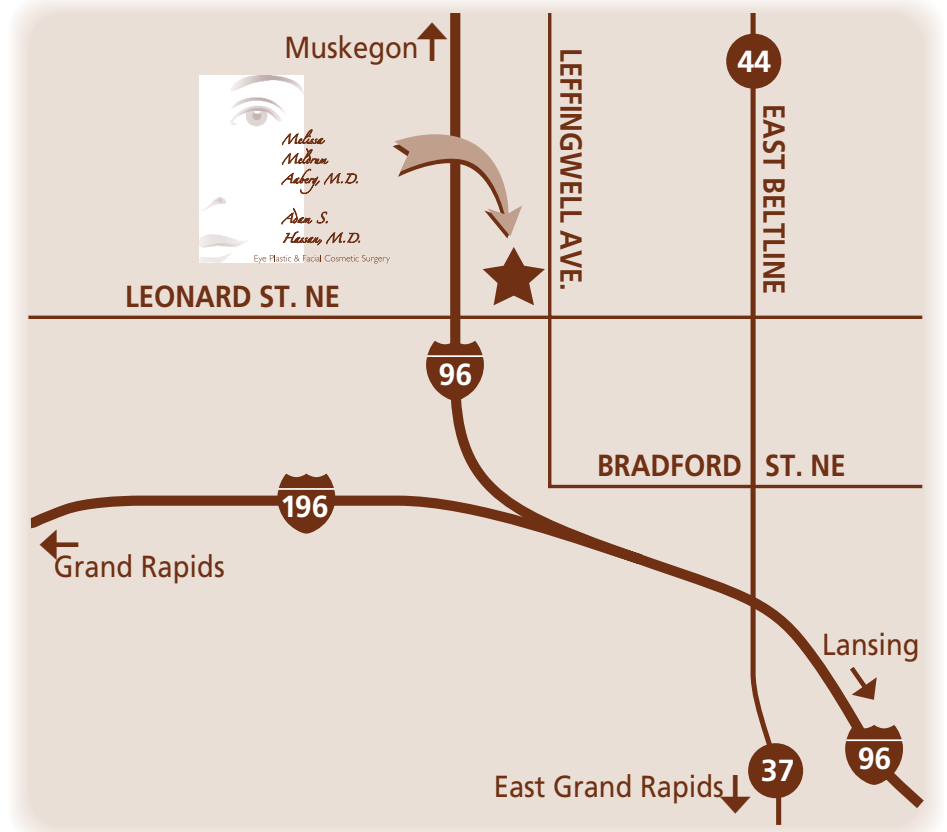 Muskegon
44
LEFFINGWELL AVE.
EAST BELTLINE
Melissa
Meldrum
Aaberg, M.D.
Adam S.
Hassan, M.D.
Eye Plastic & Facial Cosmetic Surgery
LEONARD ST. NE
96
BRADFORD ST. NE
196
Grand Rapids
Lansing
96
37
East Grand Rapids